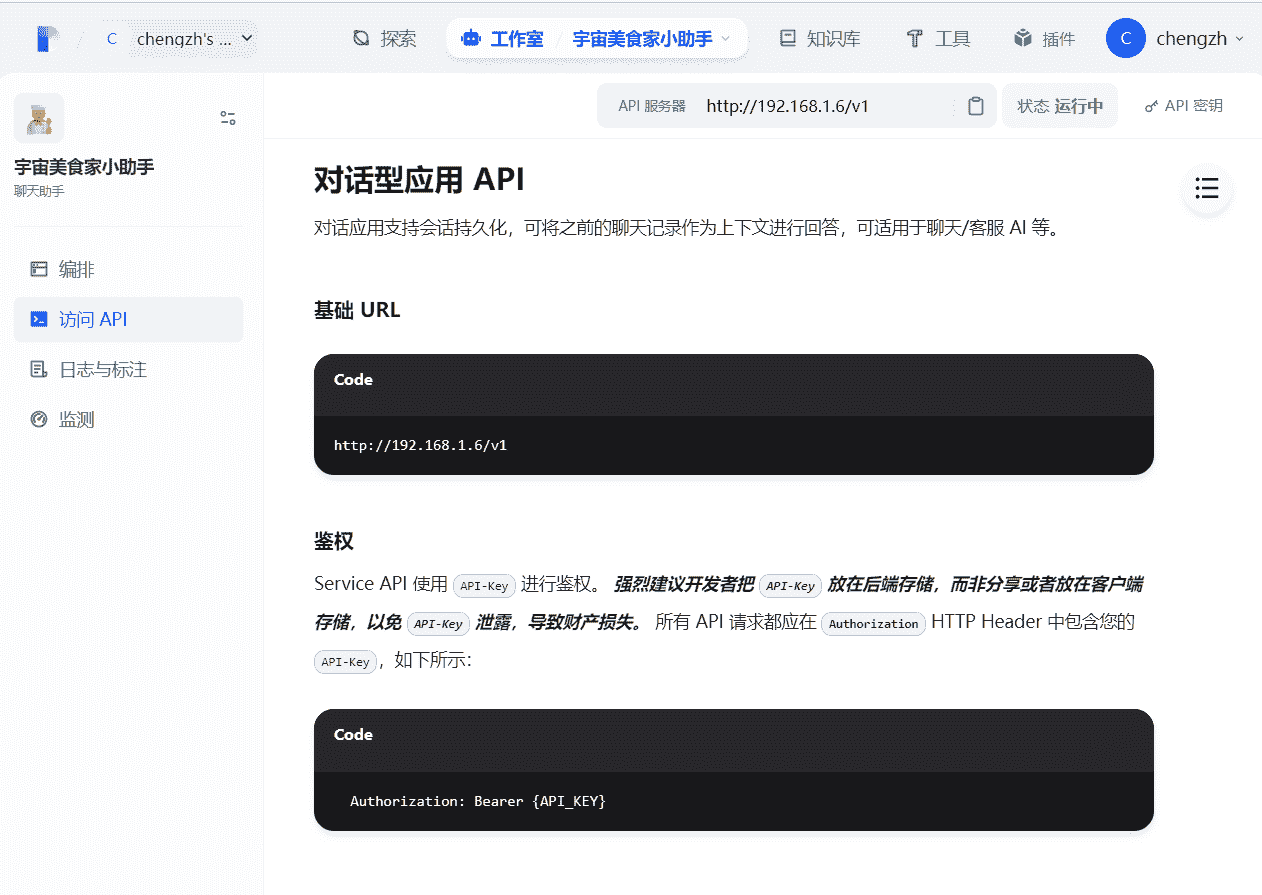 C chengzh's ... 探索 工作室 / 宇宙美食家小助手 知识库 工具 插件 C chengzh
API 服务器 http://192.168.1.6/v1 状态 运行中 API 密钥
宇宙美食家小助手
聊天助手
编排
访问 API
日志与标注
监测
对话型应用 API
对话应用支持会话持久化，可将之前的聊天记录作为上下文进行回答，可适用于聊天/客服 AI 等。
基础 URL
Code
http://192.168.1.6/v1
鉴权
Service API 使用 API-Key 进行鉴权。 强烈建议开发者把 API-Key 放在后端存储，而非分享或者放在客户端
存储，以免 API-Key 泄露，导致财产损失。 所有 API 请求都应在 Authorization HTTP Header 中包含您的
API-Key，如下所示：
Code
Authorization: Bearer {API_KEY}